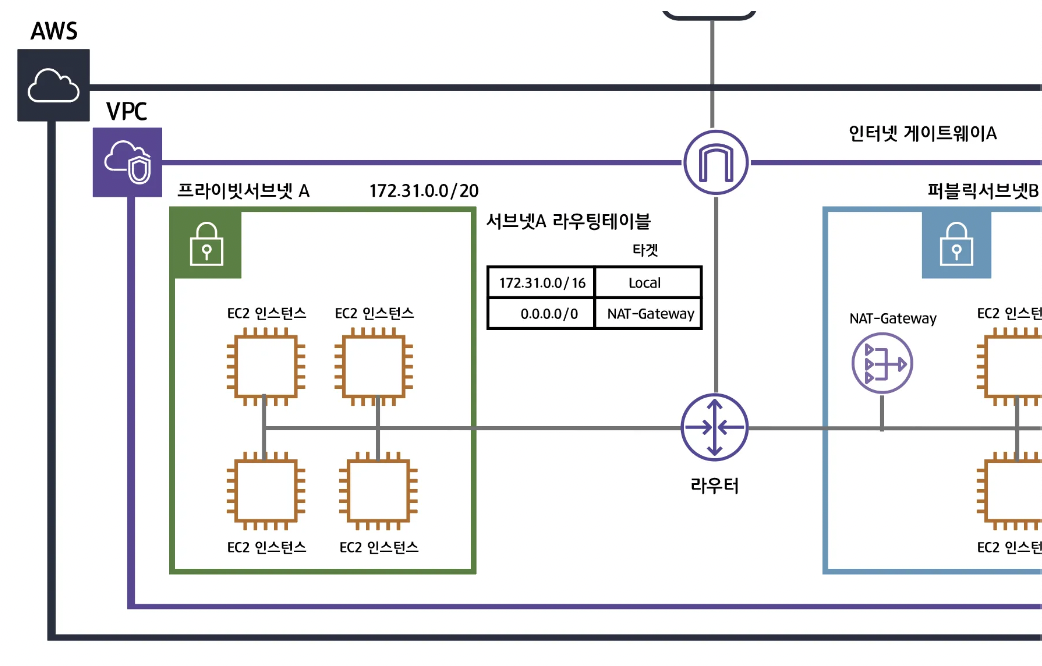 AWS
VPC
인터넷 게이트웨이A
프라이빗서브넷 A
172.31.0.0/20
퍼블릭서브넷B
서브넷A 라우팅테이블
타겟
172.31.0.0/16 Local
0.0.0.0/0 NAT-Gateway
EC2 인스턴스
EC2 인스턴스
NAT-Gateway
EC2 인스턴
라우터
EC2 인스턴스
EC2 인스턴스
EC2 인스턴